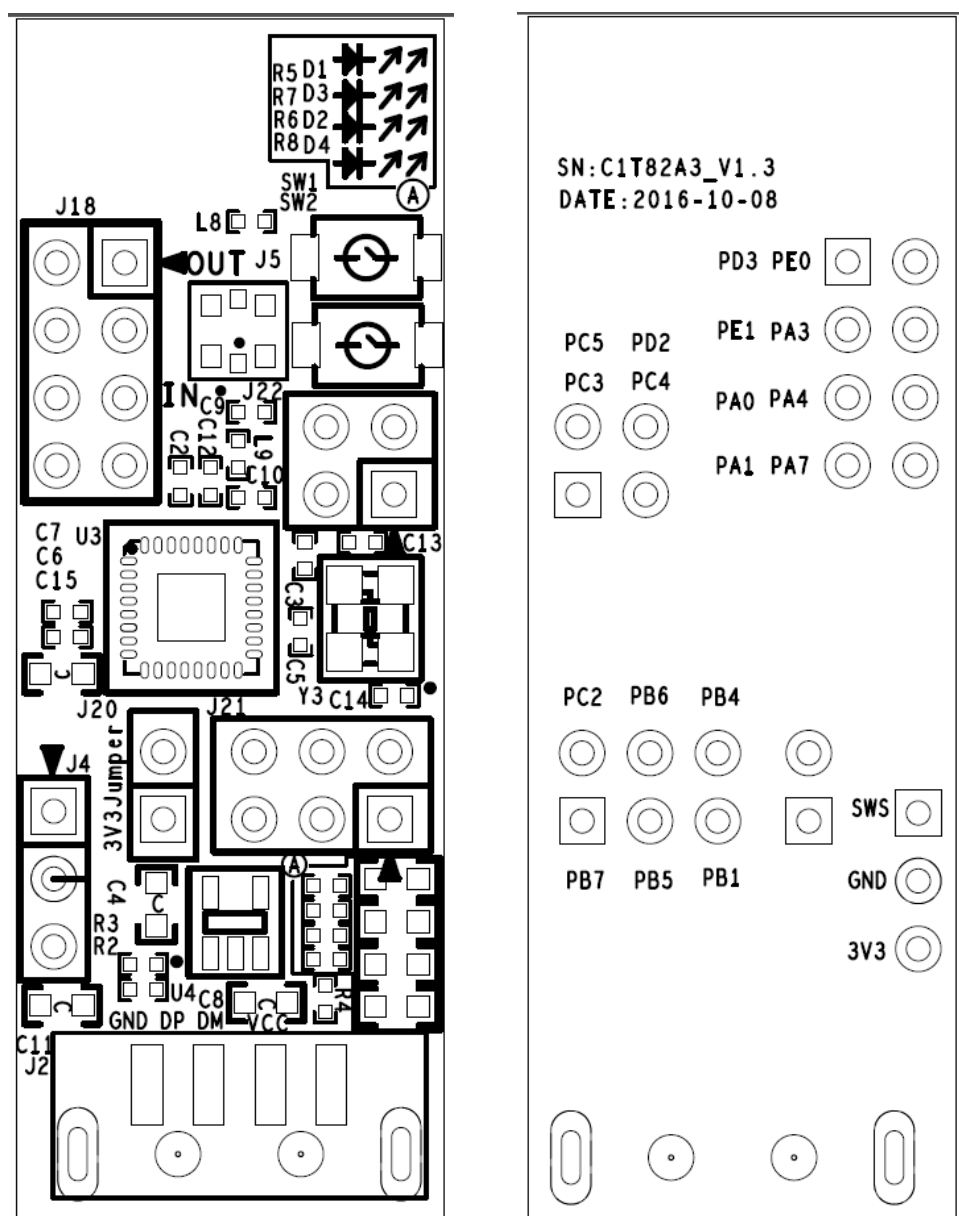 R5 D1
R7 D3
R6 D2
R8 D4
A
SW1
SW2
J18
L8
OUT J5
IN
J22
C9
C12
C2
L9
C10
C7
C6
C15
U3
C13
C3
C5
Y3 C14
C
J20
J21
J4
3V3Jumper
A
C4
C
R3
R2
U4
C8
C
R4
C
GND DP DM VCC
C11
J2
SN:C1T82A3_V1.3
DATE:2016-10-08
PD3 PE0
PE1 PA3
PC5 PD2
PC3 PC4
PA0 PA4
PA1 PA7
PC2 PB6 PB4
SWS
PB7 PB5 PB1
GND
3V3